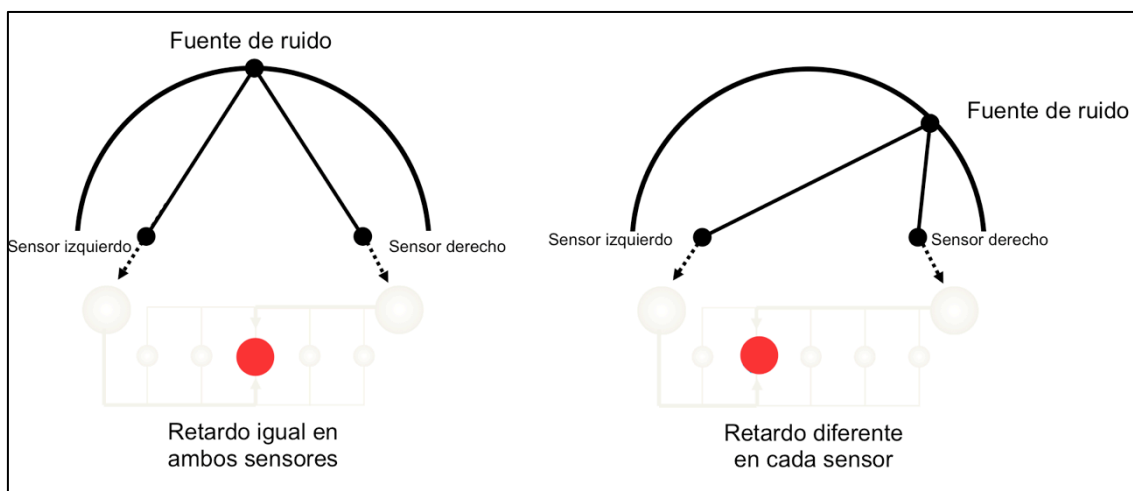 Fuente de ruido
Sensor izquierdo
Sensor derecho
Retardo igual en
ambos sensores
Fuente de ruido
Sensor izquierdo
Sensor derecho
Retardo diferente
en cada sensor